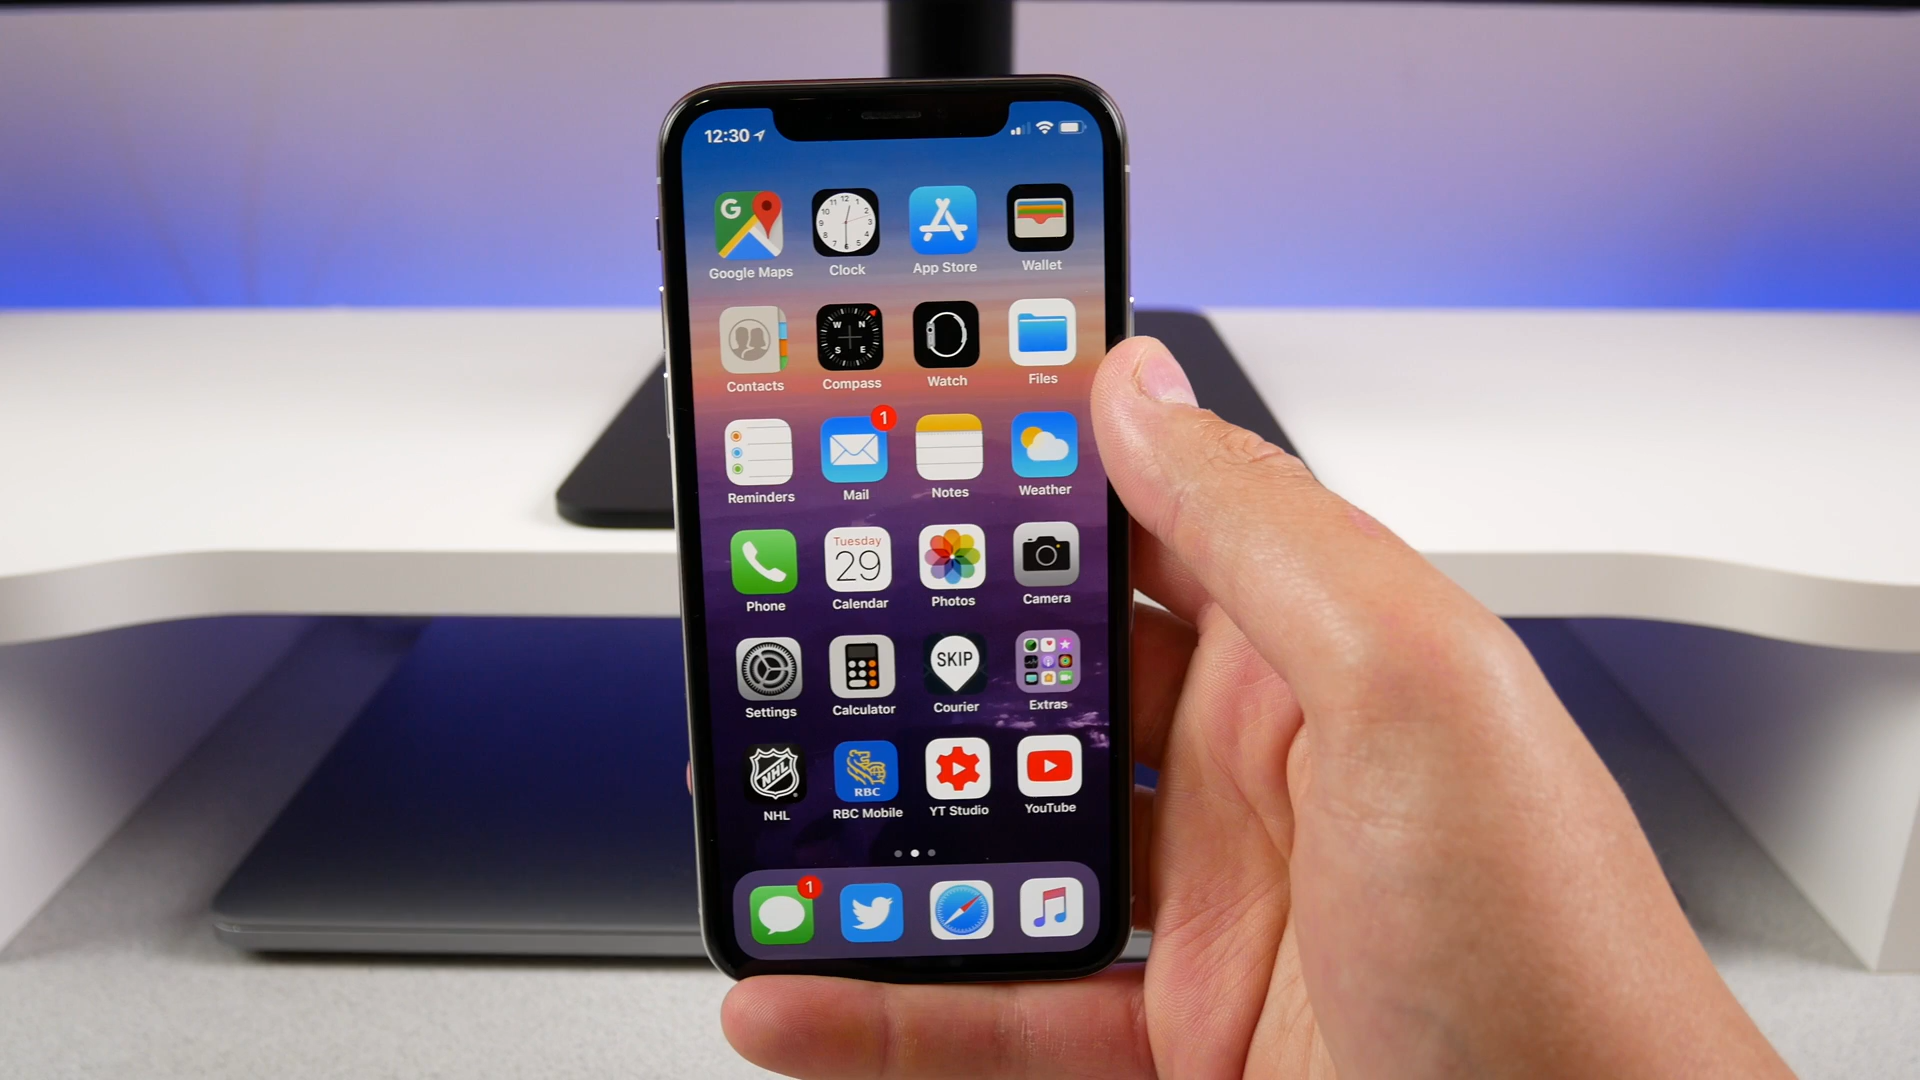 12:30
G
Google Maps
Clock
App Store
Wallet
W N
S E
Contacts
Compass
Watch
Files
1
Reminders
Mail
Notes
Weather
Tuesday
29
Phone
Calendar
Photos
Camera
SKIP
Settings
Calculator
Courier
Extras
NHL
RBC
NHL
RBC Mobile
YT Studio
YouTube
1